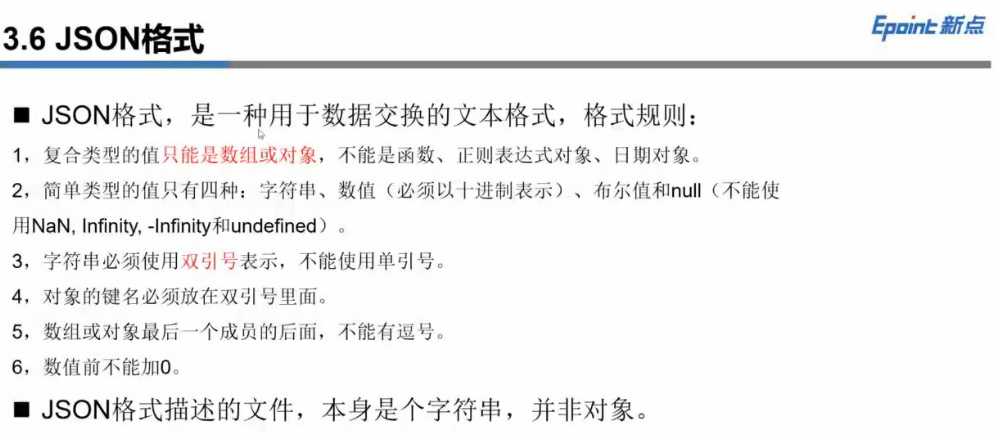 3.6 JSON格式
Epoint 新点
■ JSON格式，是一种用于数据交换的文本格式，格式规则：
1，复合类型的值只能是数组或对象，不能是函数、正则表达式对象、日期对象。
2，简单类型的值只有四种：字符串、数值（必须以十进制表示）、布尔值和null（不能使
用NaN, Infinity, -Infinity和undefined）。
3，字符串必须使用双引号表示，不能使用单引号。
4，对象的键名必须放在双引号里面。
5，数组或对象最后一个成员的后面，不能有逗号。
6，数值前不能加0。
■ JSON格式描述的文件，本身是个字符串，并非对象。